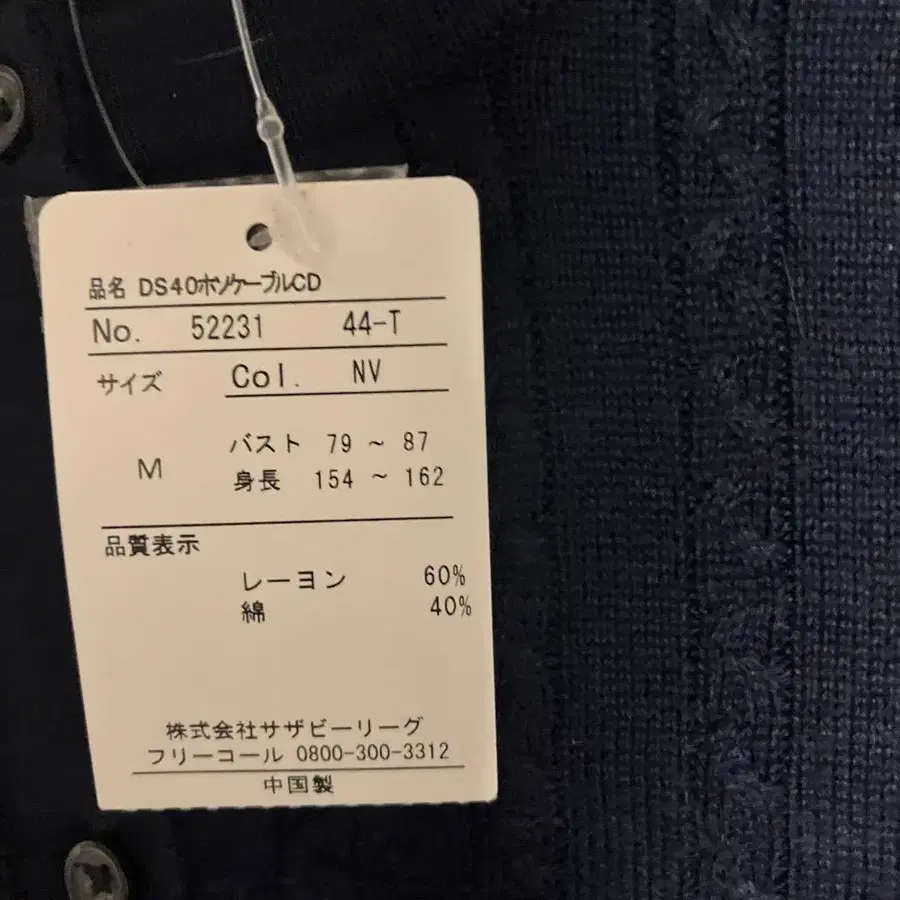 品名 DS40ホソケーブルCD
No. 52231 44-T
サイズ Col. NV
M バスト 79 ~ 87
身長 154 ~ 162
品質表示
レーヨン 60%
綿 40%
株式会社サザビーリーグ
フリーコール 0800-300-3312
中国製